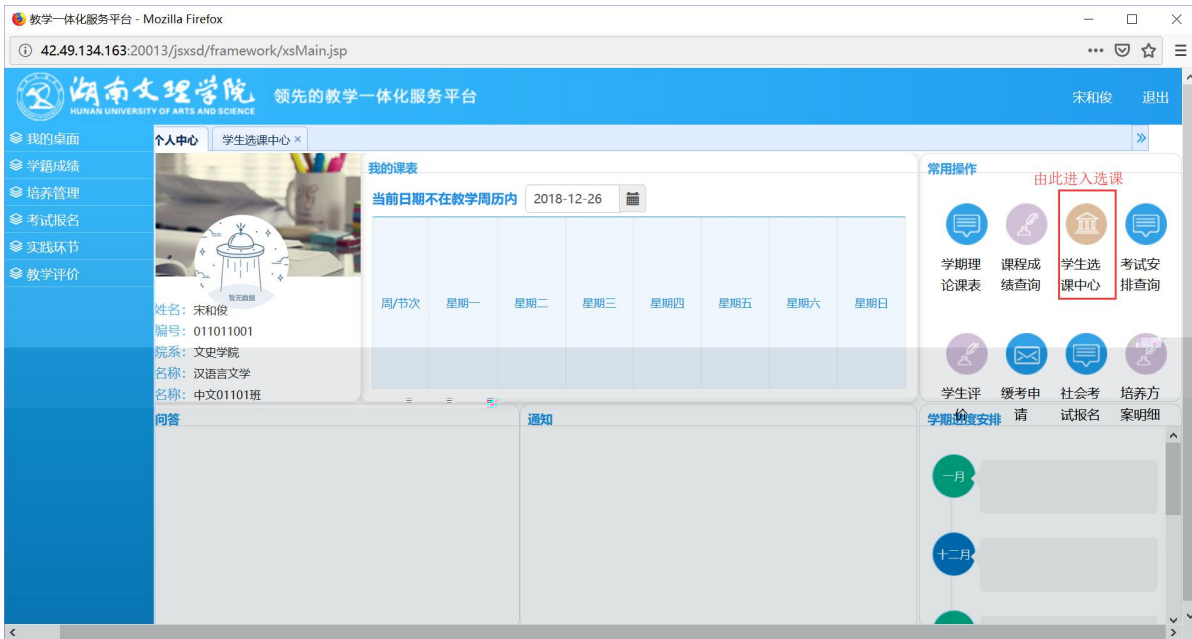 教学一体化服务平台 - Mozilla Firefox
42.49.134.163:20013/jsxsd/framework/xsMain.jsp
湖南文理学院
HUNAN UNIVERSITY OF ARTS AND SCIENCE
领先的教学一体化服务平台
宋和俊 退出
我的桌面
学籍成绩
培养管理
考试报名
实践环节
教学评价
个人中心 学生选课中心 ×
暂无数据
姓名：宋和俊
编号：011011001
院系：文史学院
名称：汉语言文学
名称：中文01101班
我的课表
当前日期不在教学周历内 2018-12-26
周/节次 星期一 星期二 星期三 星期四 星期五 星期六 星期日
常用操作
由此进入选课
学期理论课表
课程成绩查询
学生选课中心
考试安排查询
学生评价
缓考申请
社会考试报名
培养方案明细
问答
通知
学期进度安排
一月
十二月